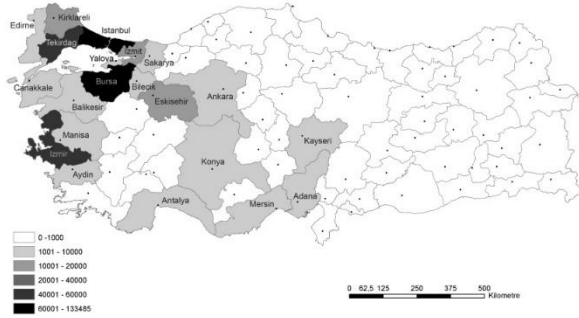 Edirne
Kirklareli
Tekirdag
Istanbul
Yalova
Izmit
Sakarya
Canakkale
Bursa
Bilecik
Balikesir
Eskisehir
Ankara
Manisa
Izmir
Aydin
Kayseri
Konya
Antalya
Mersin
Adana
0 -1000
1001 - 10000
10001 - 20000
20001 - 40000
40001 - 60000
60001 - 133485
0 62,5 125 250 375 500
Kilometre